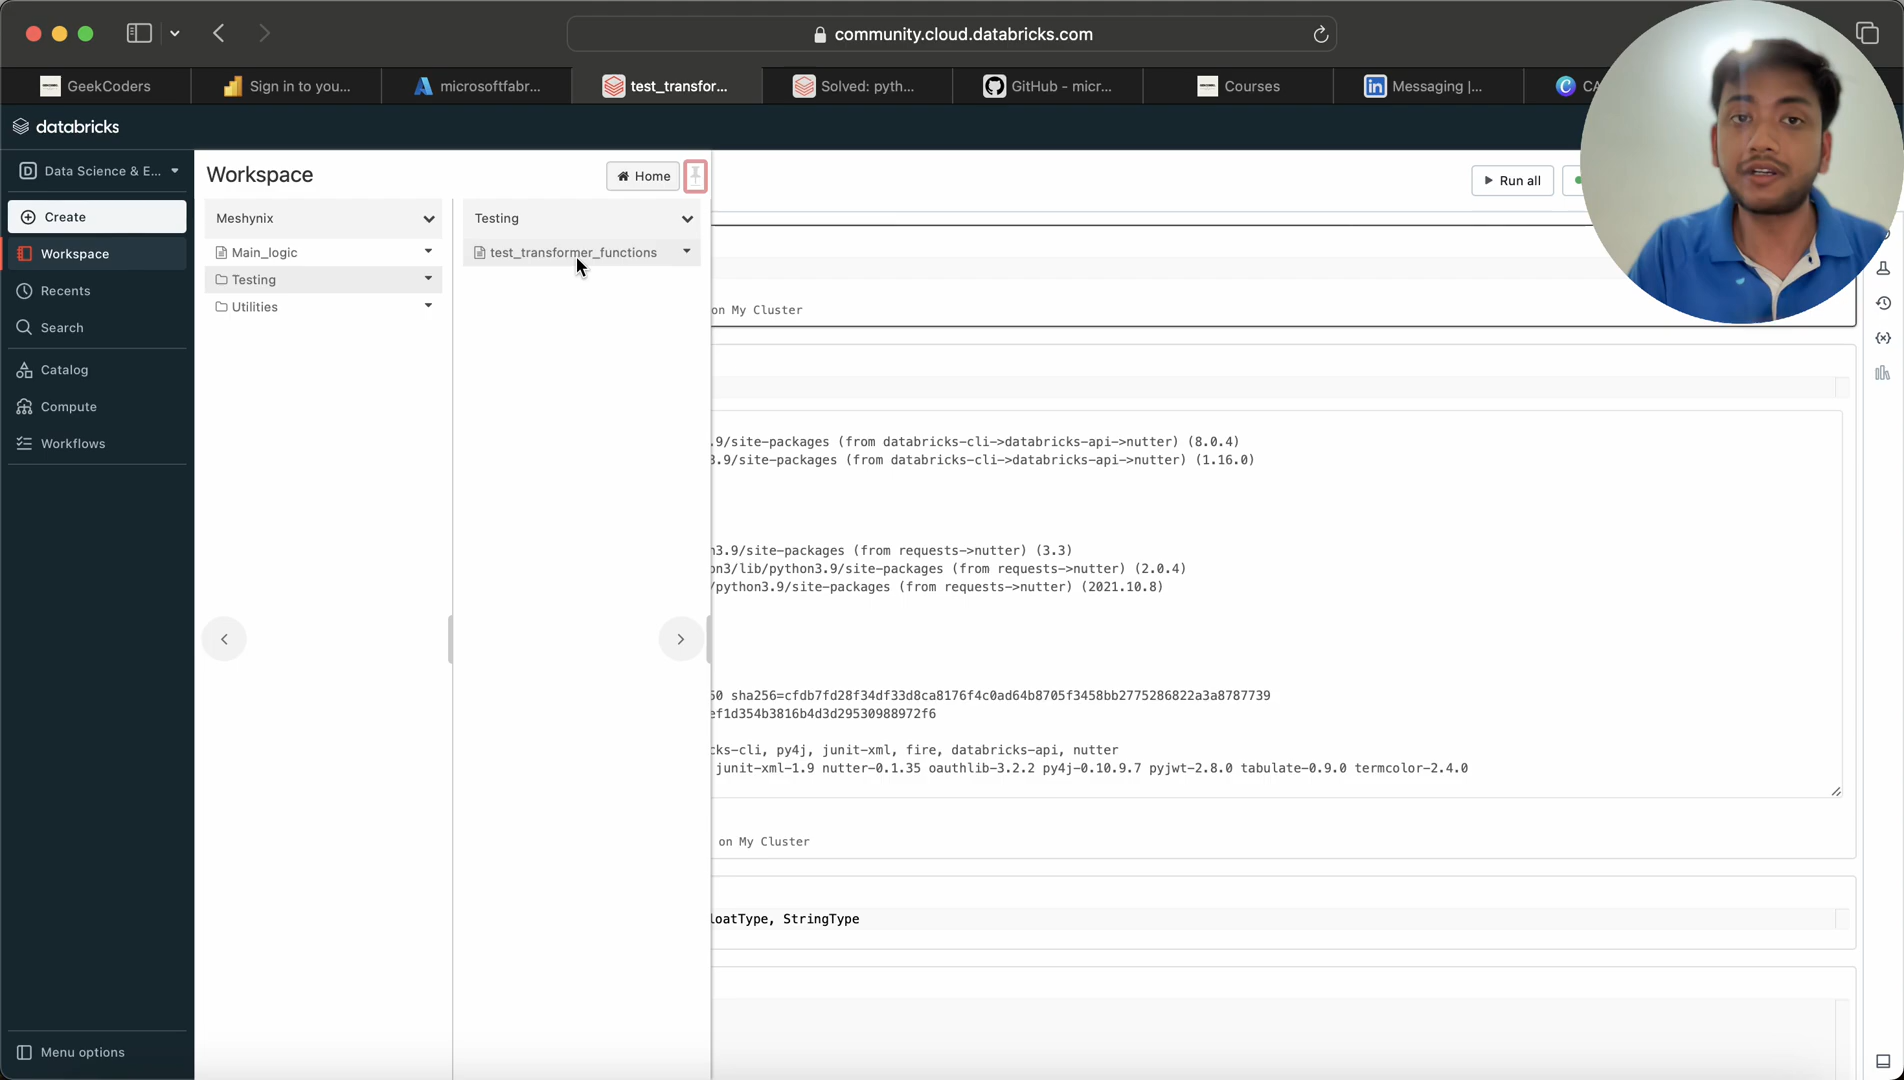 community.cloud.databricks.com
GeekCoders
Sign in to you...
microsoftfabr...
test_transfor...
Solved: pyth...
GitHub - micr...
Courses
Messaging |...
CA
databricks
Data Science & E...
Create
Workspace
Recents
Search
Catalog
Compute
Workflows
Menu options
Workspace
Home
Meshynix
Main_logic
Testing
Utilities
Testing
test_transformer_functions
Run all
on My Cluster
.9/site-packages (from databricks-cli->databricks-api->nutter) (8.0.4)
3.9/site-packages (from databricks-cli->databricks-api->nutter) (1.16.0)
n3.9/site-packages (from requests->nutter) (3.3)
on3/lib/python3.9/site-packages (from requests->nutter) (2.0.4)
/python3.9/site-packages (from requests->nutter) (2021.10.8)
60 sha256=cfdb7fd28f34df33d8ca8176f4c0ad64b8705f3458bb2775286822a3a8787739
ef1d354b3816b4d3d29530988972f6
cks-cli, py4j, junit-xml, fire, databricks-api, nutter
junit-xml-1.9 nutter-0.1.35 oauthlib-3.2.2 py4j-0.10.9.7 pyjwt-2.8.0 tabulate-0.9.0 termcolor-2.4.0
on My Cluster
loatType, StringType